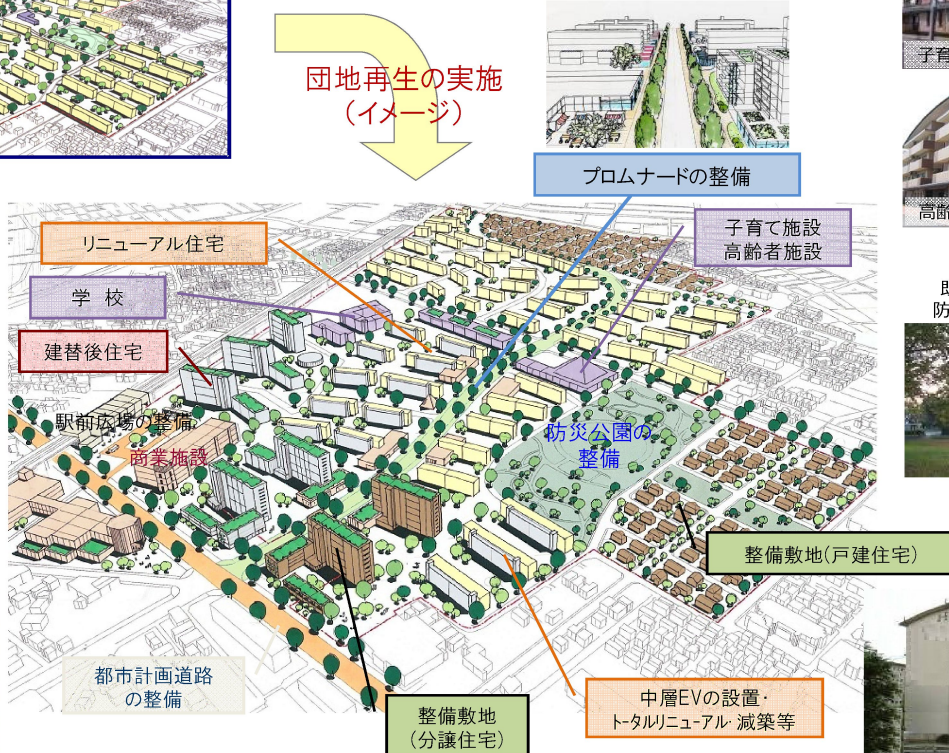 団地再生の実施
(イメージ)
子育
高齢
プロムナードの整備
リニューアル住宅
子育て施設
高齢者施設
学 校
建替後住宅
防
駅前広場の整備
商業施設
防災公園の
整備
整備敷地(戸建住宅)
都市計画道路
の整備
整備敷地
(分譲住宅)
中層EVの設置・
トータルリニューアル・減築等